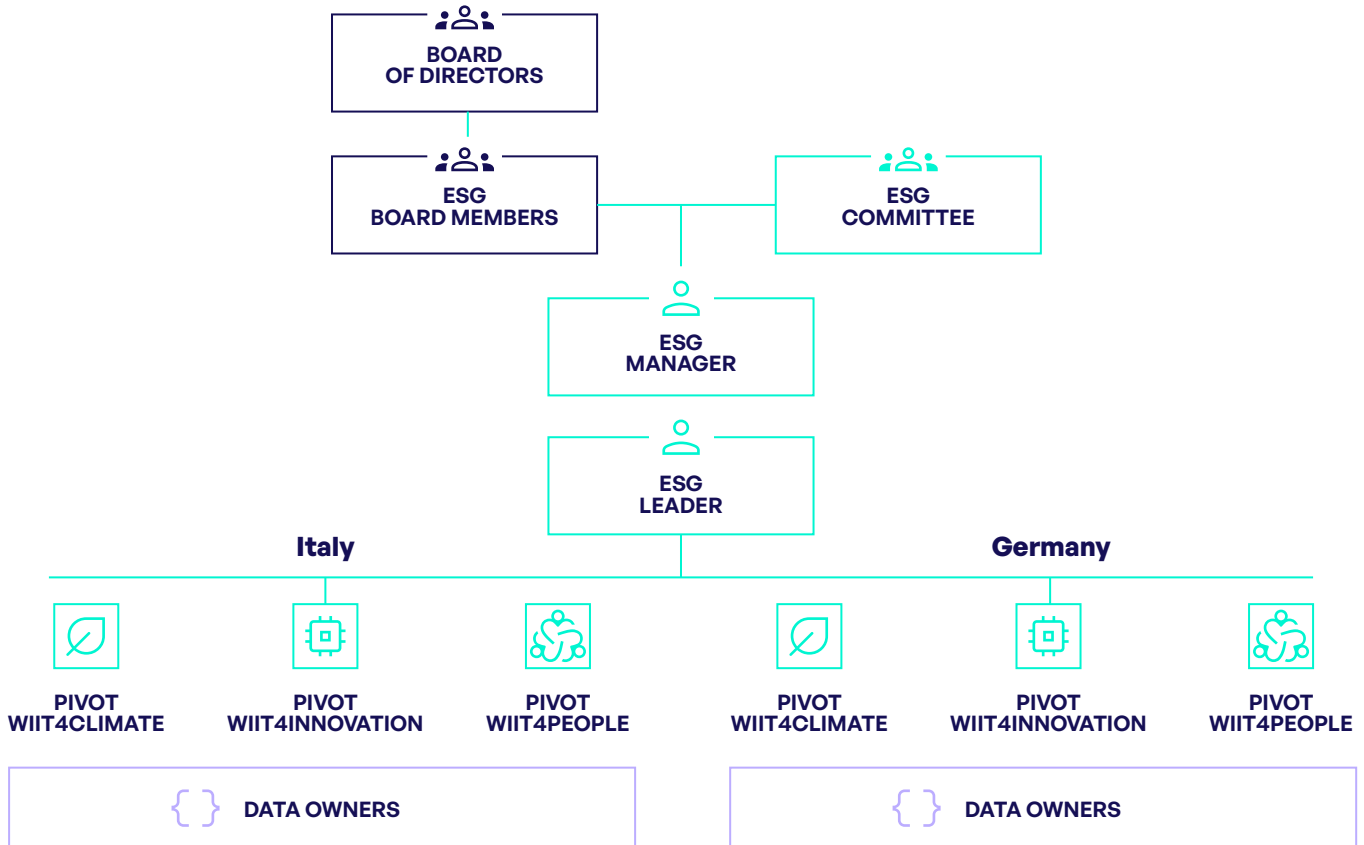 BOARD
OF DIRECTORS
ESG
BOARD MEMBERS
ESG
COMMITTEE
ESG
MANAGER
ESG
LEADER
Italy
Germany
PIVOT
WIIT4CLIMATE
PIVOT
WIIT4INNOVATION
PIVOT
WIIT4PEOPLE
PIVOT
WIIT4CLIMATE
PIVOT
WIIT4INNOVATION
PIVOT
WIIT4PEOPLE
DATA OWNERS
DATA OWNERS